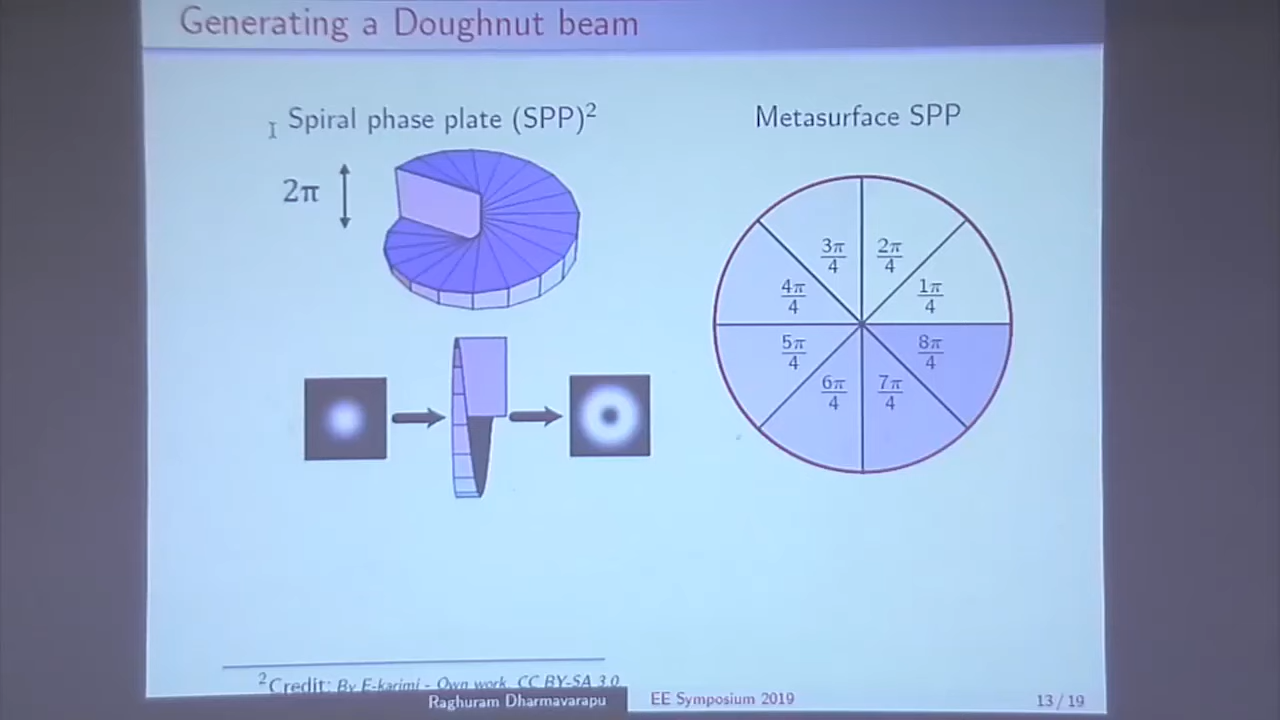 Generating a Doughnut beam
Spiral phase plate (SPP)²
2π
Metasurface SPP
3π/4
2π/4
4π/4
1π/4
5π/4
8π/4
6π/4
7π/4
² Credit: By E-karimi - Own work, CC BY-SA 3.0
Raghuram Dharmavarapu
EE Symposium 2019
13 / 19